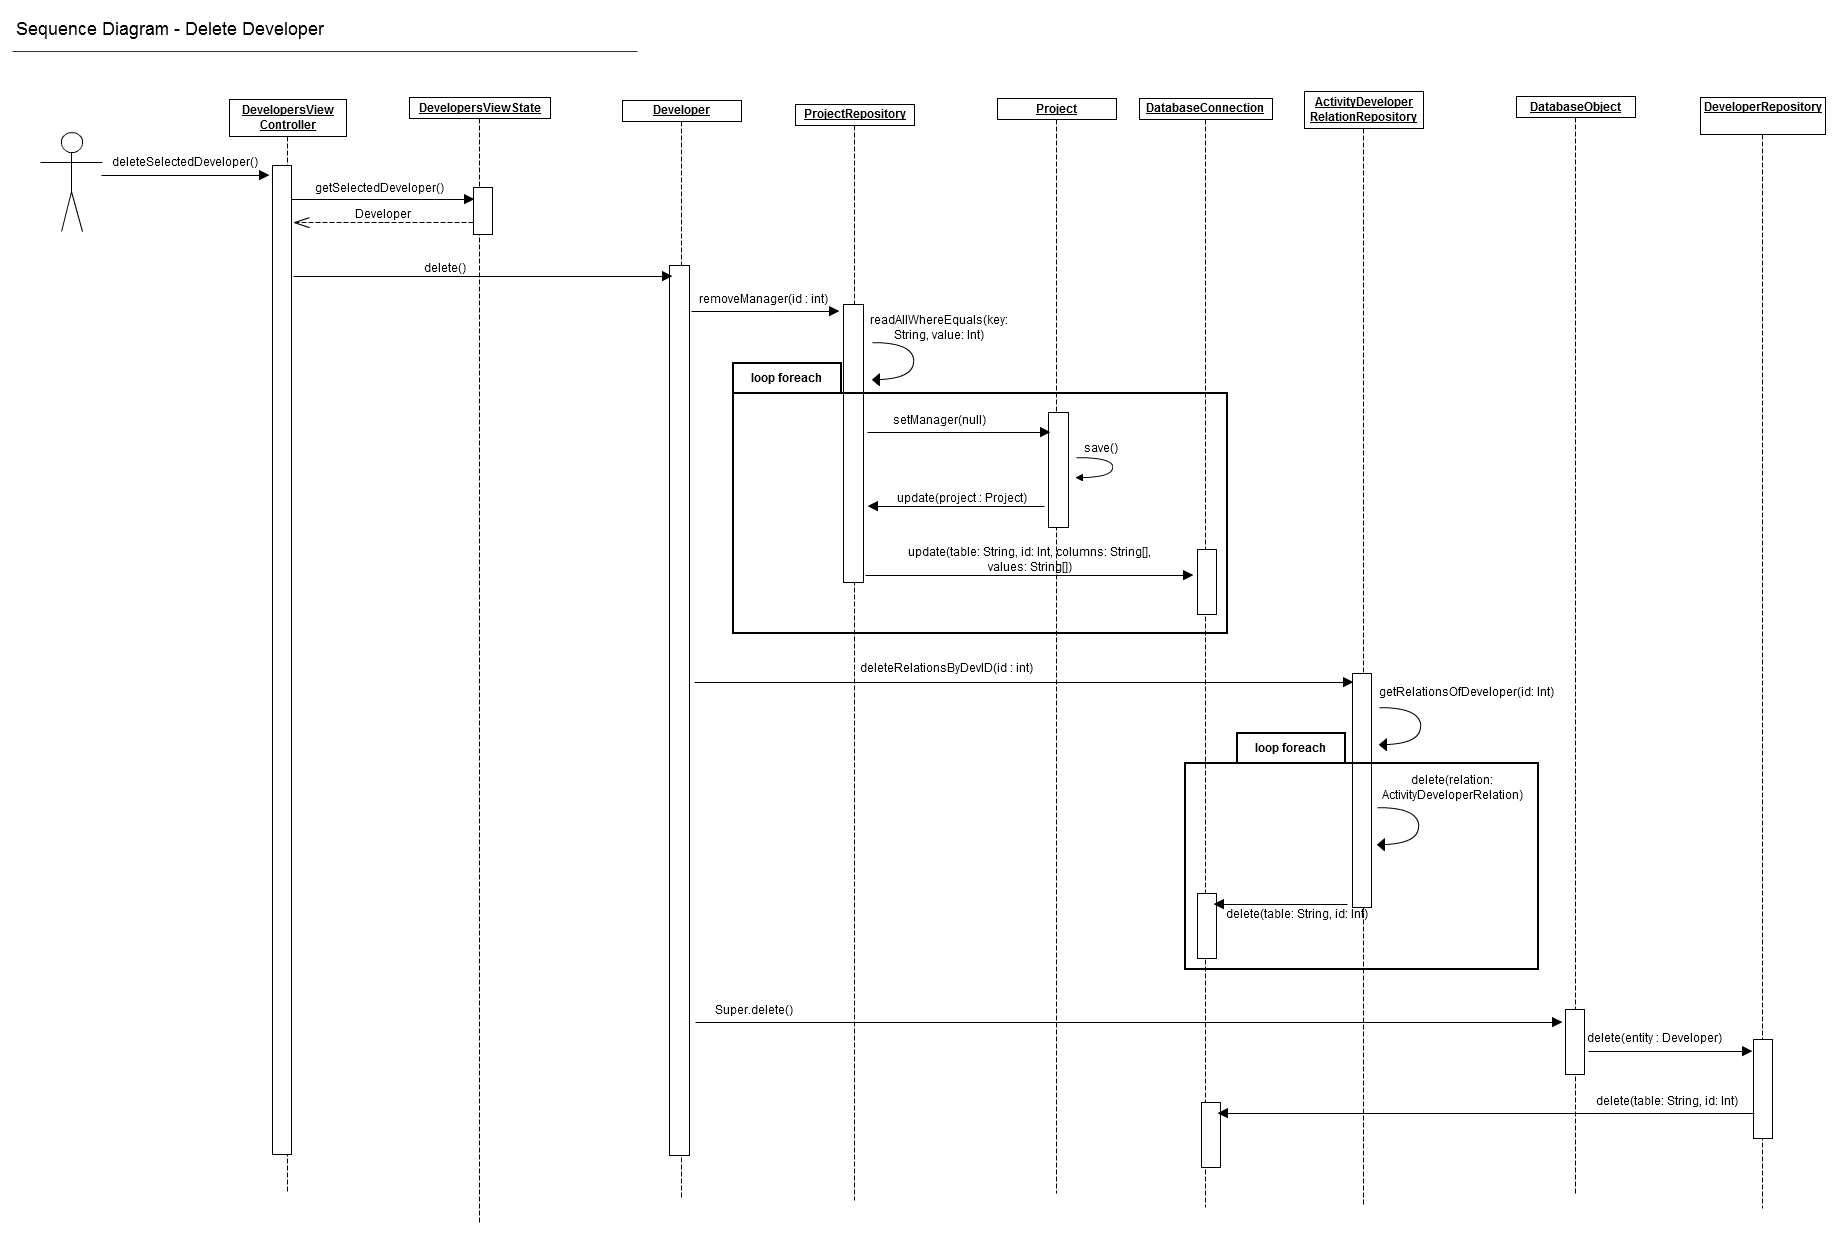 Sequence Diagram - Delete Developer
DevelopersView
Controller
DevelopersViewState
Developer
ProjectRepository
Project
DatabaseConnection
ActivityDeveloper
RelationRepository
DatabaseObject
DeveloperRepository
deleteSelectedDeveloper()
getSelectedDeveloper()
Developer
delete()
removeManager(id : int)
readAllWhereEquals(key:
String, value: Int)
loop foreach
setManager(null)
save()
update(project : Project)
update(table: String, id: Int, columns: String[],
values: String[])
deleteRelationsByDevID(id : int)
getRelationsOfDeveloper(id: Int)
loop foreach
delete(relation:
ActivityDeveloperRelation)
delete(table: String, id: Int)
Super.delete()
delete(entity : Developer)
delete(table: String, id: Int)